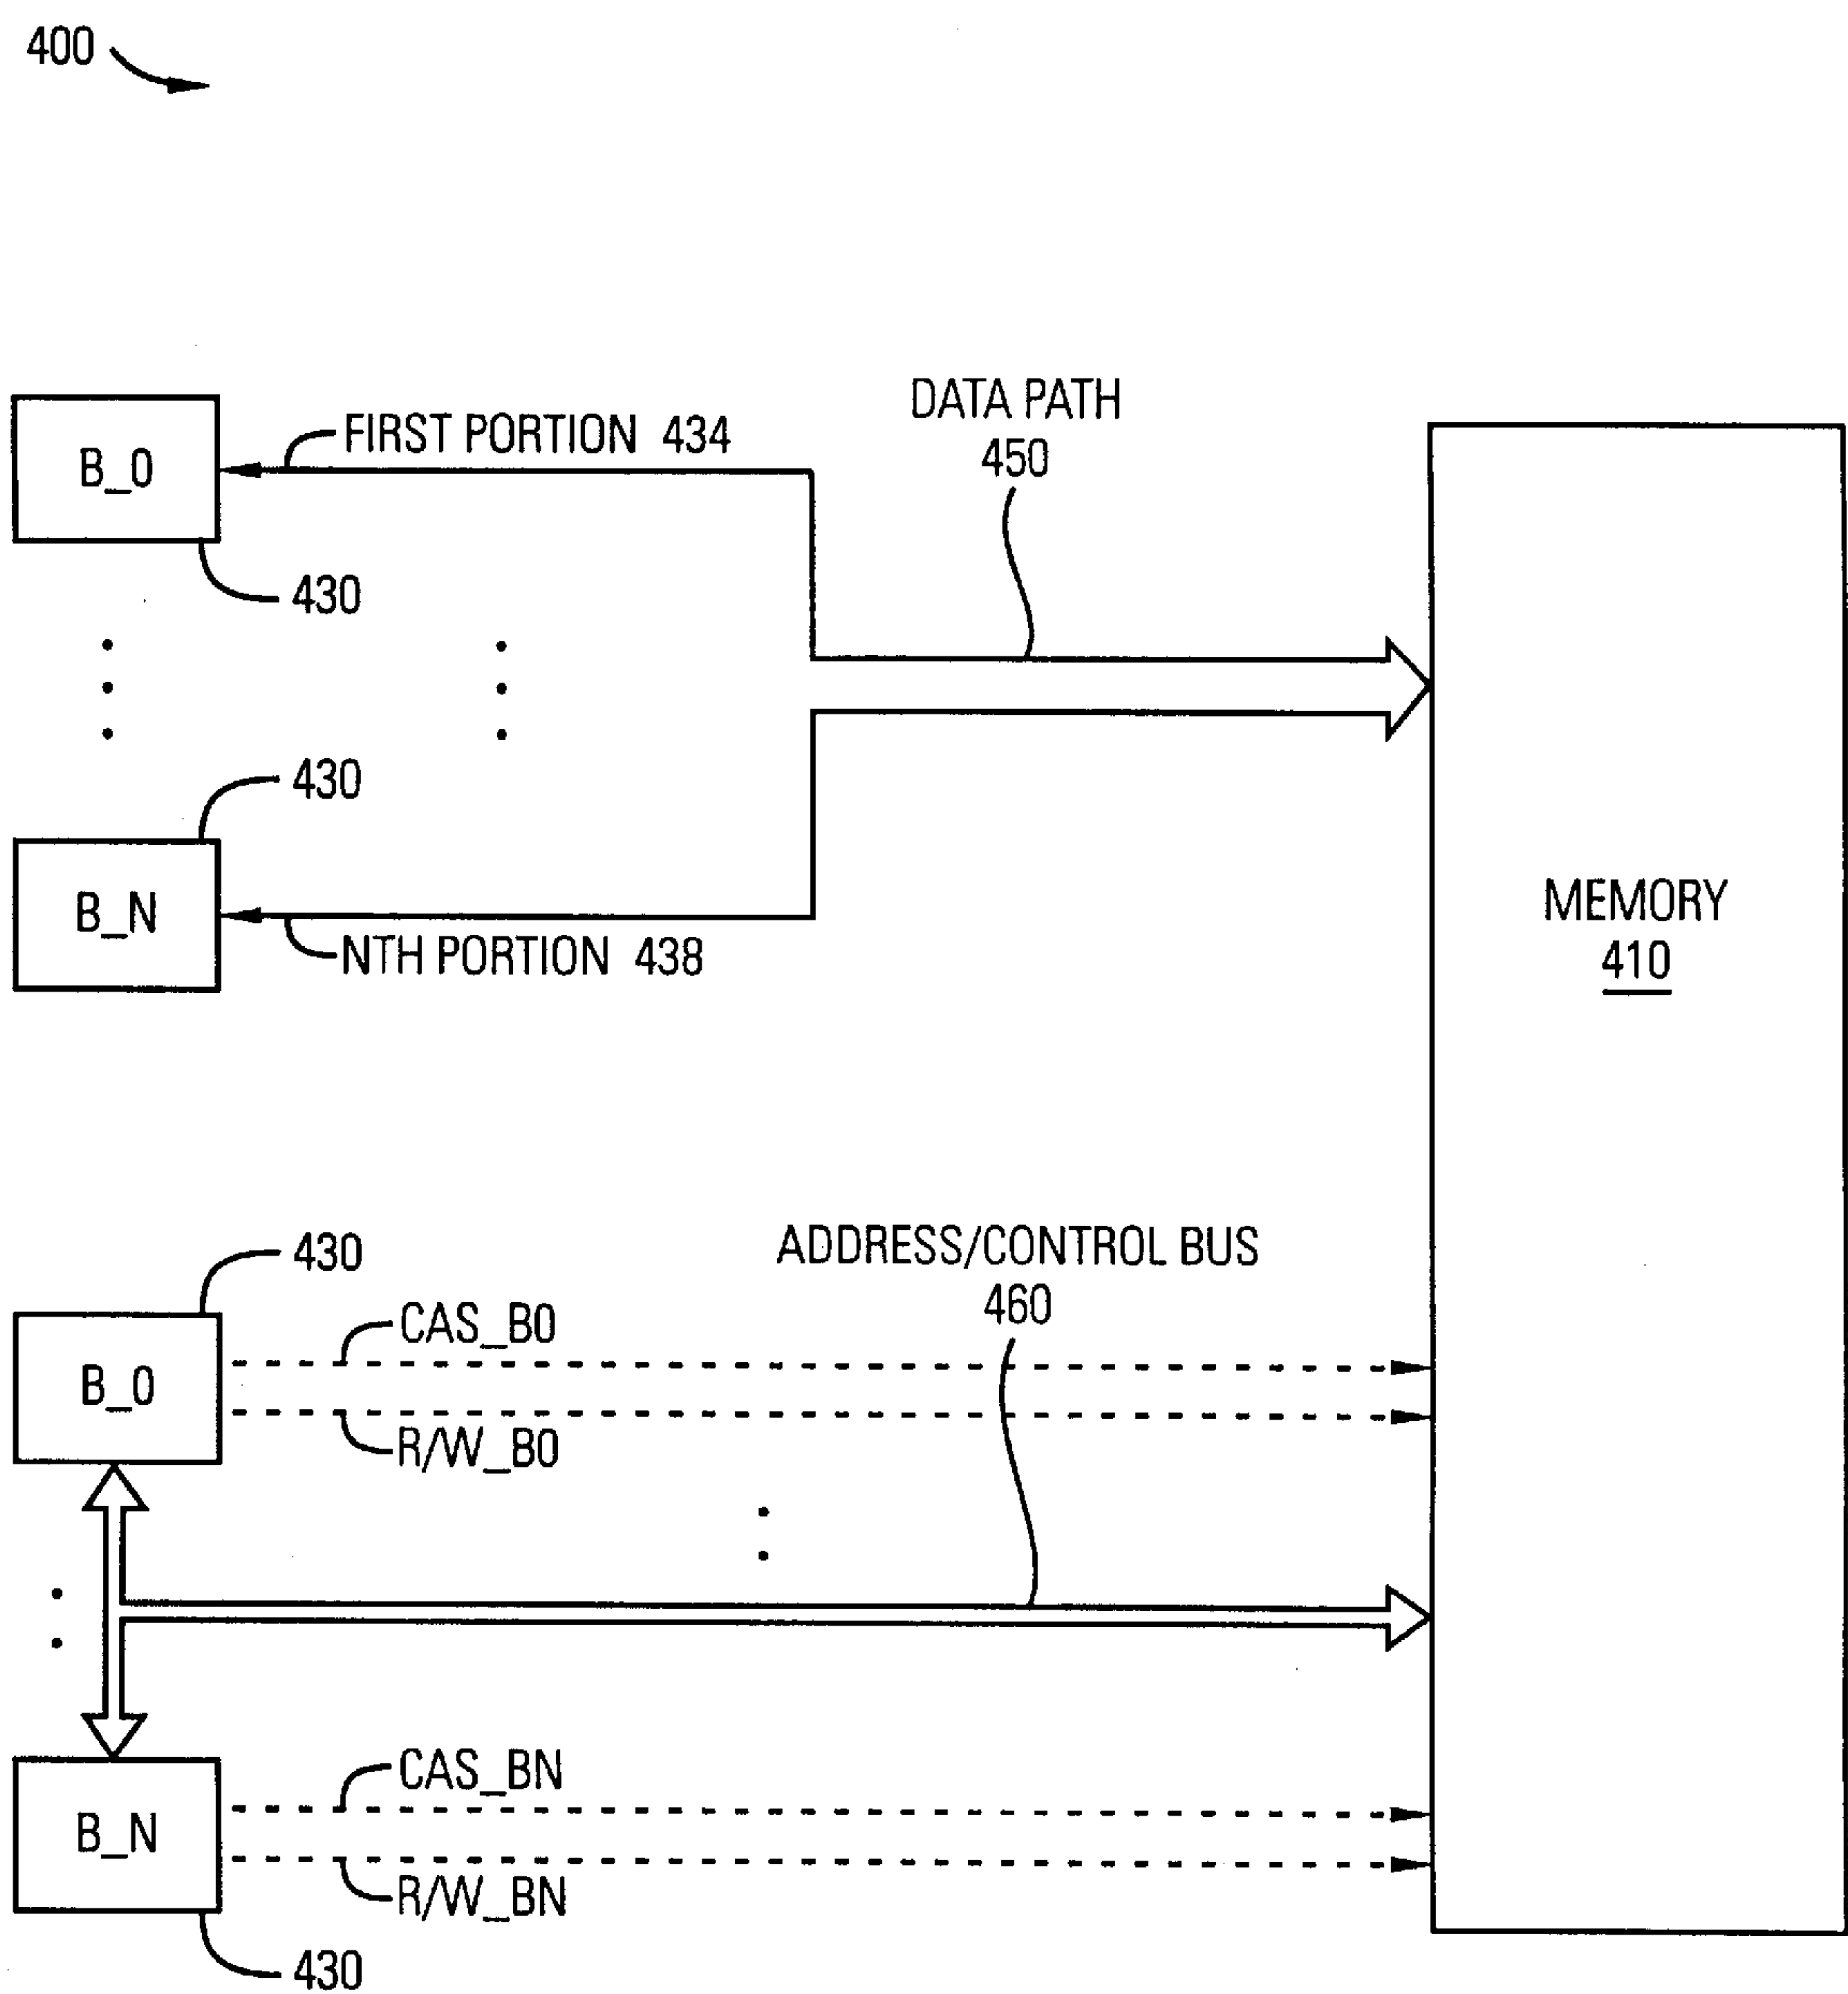 400
DATA PATH
450
FIRST PORTION 434
B_0
430
430
B_N
NTH PORTION 438
MEMORY
410
ADDRESS/CONTROL BUS
460
430
CAS_B0
B_0
R/W_B0
CAS_BN
B_N
R/W_BN
430